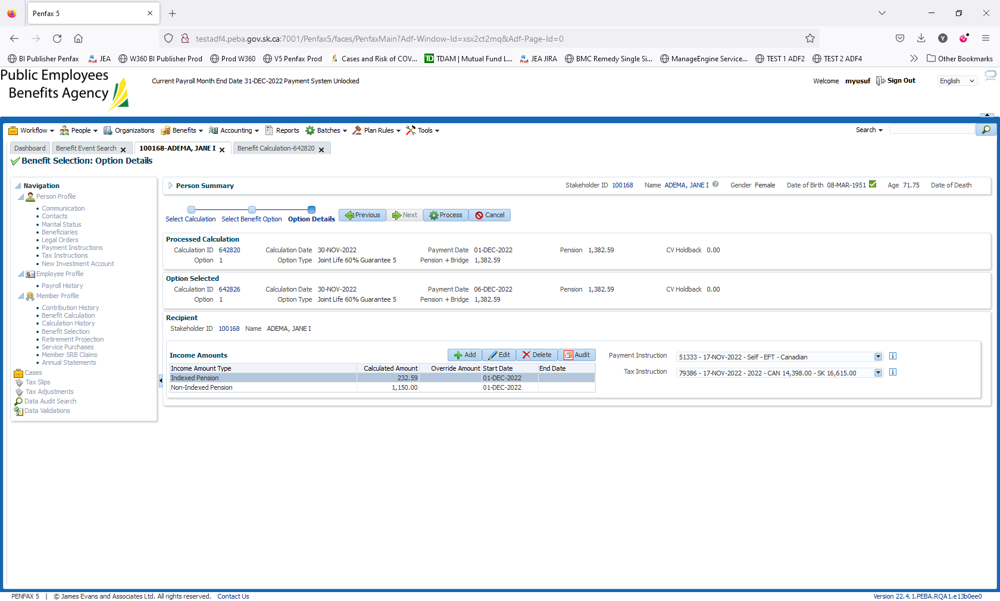 Penfax 5
testadf4.peba.gov.sk.ca:7001/Penfax5/faces/PenfaxMain?Adf-Window-Id=xsx2ct2mq&Adf-Page-Id=0
BI Publisher Penfax JEA W360 BI Publisher Prod Prod W360 V5 Penfax Prod Cases and Risk of COV... TD TDAM | Mutual Fund L... JEA JIRA BMC Remedy Single Si... ManageEngine Service... TEST 1 ADF2 TEST 2 ADF4 Other Bookmarks
Public Employees
Benefits Agency
Current Payroll Month End Date 31-DEC-2022 Payment System Unlocked
Welcome myusuf Sign Out English
Workflow People Organizations Benefits Accounting Reports Batches Plan Rules Tools Search
Dashboard Benefit Event Search 100168-ADEMA, JANE I Benefit Calculation-642820
Benefit Selection: Option Details
Navigation
Person Profile
Communication
Contacts
Marital Status
Beneficiaries
Legal Orders
Payment Instructions
Tax Instructions
New Investment Account
Employee Profile
Payroll History
Member Profile
Contribution History
Benefit Calculation
Calculation History
Benefit Selection
Retirement Projection
Service Purchases
Member SRB Claims
Annual Statements
Cases
Tax Slips
Tax Adjustments
Data Audit Search
Data Validations
Person Summary Stakeholder ID 100168 Name ADEMA, JANE I Gender Female Date of Birth 08-MAR-1951 Age 71.75 Date of Death
Select Calculation Select Benefit Option Option Details Previous Next Process Cancel
Processed Calculation
Calculation ID 642820 Calculation Date 30-NOV-2022 Payment Date 01-DEC-2022 Pension 1,382.59 CV Holdback 0.00
Option 1 Option Type Joint Life 60% Guarantee 5 Pension + Bridge 1,382.59
Option Selected
Calculation ID 642826 Calculation Date 30-NOV-2022 Payment Date 06-DEC-2022 Pension 1,382.59 CV Holdback 0.00
Option 1 Option Type Joint Life 60% Guarantee 5 Pension + Bridge 1,382.59
Recipient
Stakeholder ID 100168 Name ADEMA, JANE I
Income Amounts Add Edit Delete Audit
Income Amount Type Calculated Amount Override Amount Start Date End Date
Indexed Pension 232.59 01-DEC-2022
Non-Indexed Pension 1,150.00 01-DEC-2022
Payment Instruction 51333 - 17-NOV-2022 - Self - EFT - Canadian
Tax Instruction 79386 - 17-NOV-2022 - 2022 - CAN 14,398.00 - SK 16,615.00
PENFAX 5 | © James Evans and Associates Ltd. All rights reserved. Contact Us
Version 22.4.1.PEBA.RQA1.e13b0ee0